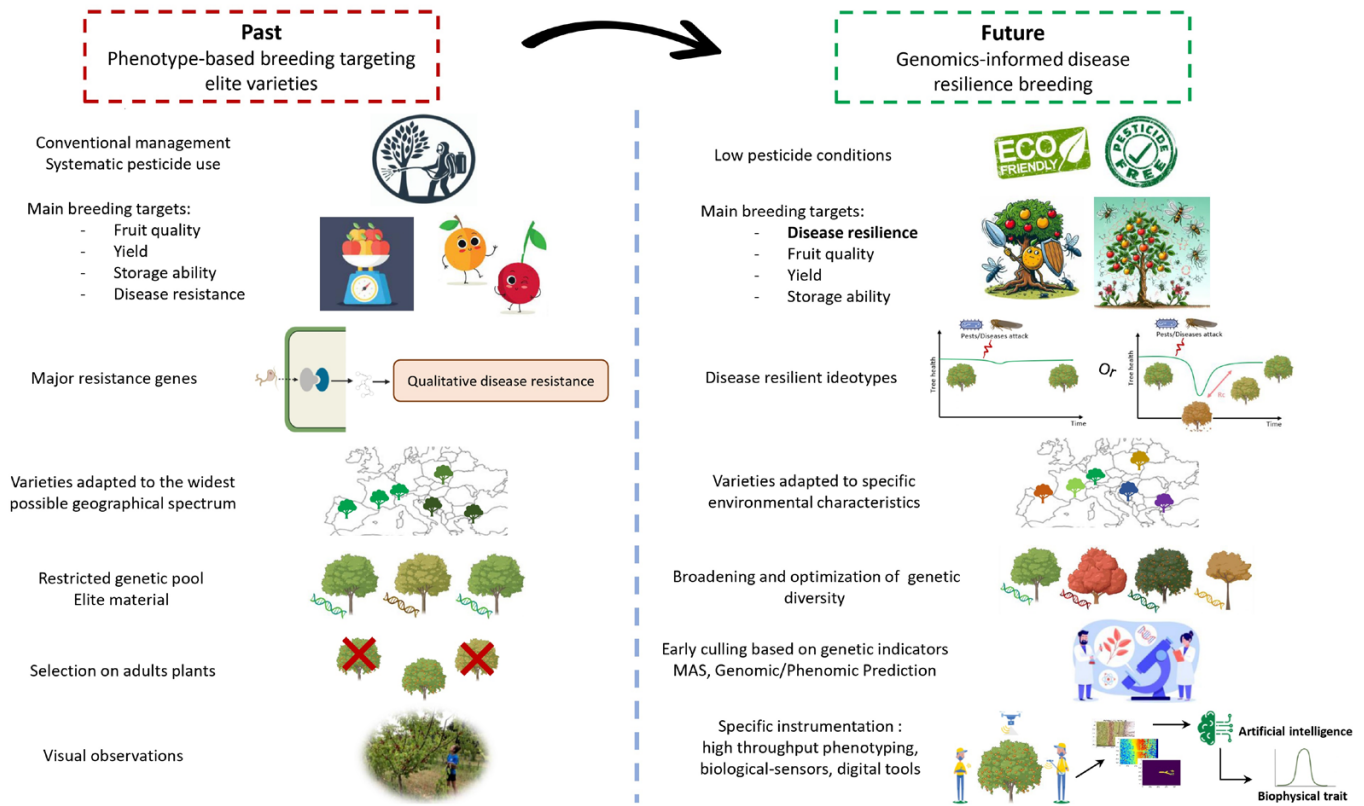 Past
Phenotype-based breeding targeting
elite varieties
Future
Genomics-informed disease
resilience breeding
Conventional management
Systematic pesticide use
Low pesticide conditions
ECO
FRIENDLY
PESTICIDE
FREE
Main breeding targets:
- Fruit quality
- Yield
- Storage ability
- Disease resistance
Main breeding targets:
- Disease resilience
- Fruit quality
- Yield
- Storage ability
Major resistance genes
Qualitative disease resistance
Disease resilient ideotypes
Pests/Diseases attack
Tree health
Time
Or
Pests/Diseases attack
Tree health
Rc
Time
Varieties adapted to the widest
possible geographical spectrum
Varieties adapted to specific
environmental characteristics
Restricted genetic pool
Elite material
Broadening and optimization of genetic
diversity
Selection on adults plants
Early culling based on genetic indicators
MAS, Genomic/Phenomic Prediction
Visual observations
Specific instrumentation :
high throughput phenotyping,
biological-sensors, digital tools
Artificial intelligence
Biophysical trait